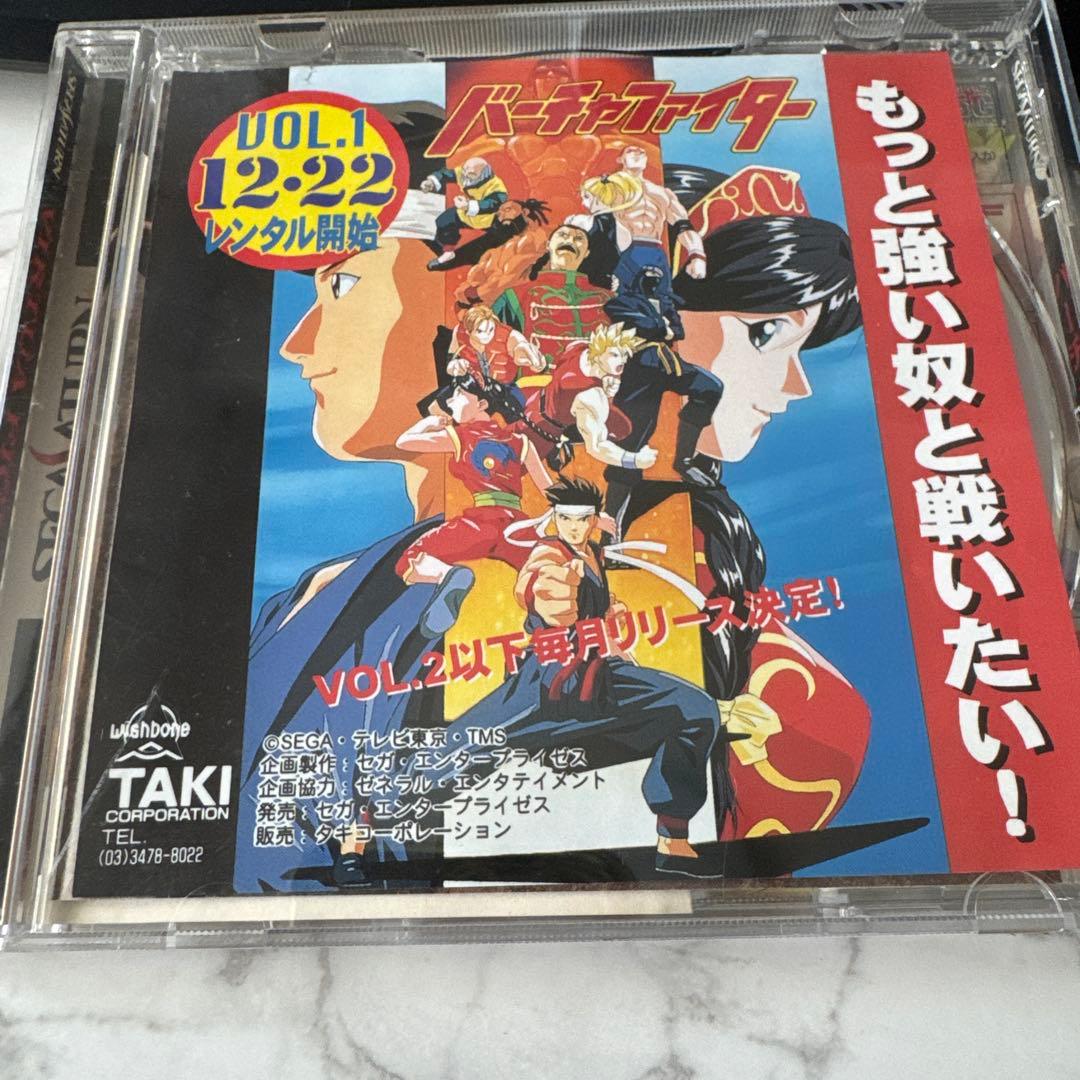 バーチャファイター
VOL.1
12・22
レンタル開始
もっと強い奴と戦いたい!
VOL.2以下毎月リリース決定!
©SEGA・テレビ東京・TMS
企画製作:セガ・エンタープライゼス
企画協力:ゼネラル・エンタテイメント
発売:セガ・エンタープライゼス
販売:タキコーポレーション
wishbone
TAKI
CORPORATION
TEL.
(03)3478-8022
SEGA SATURN